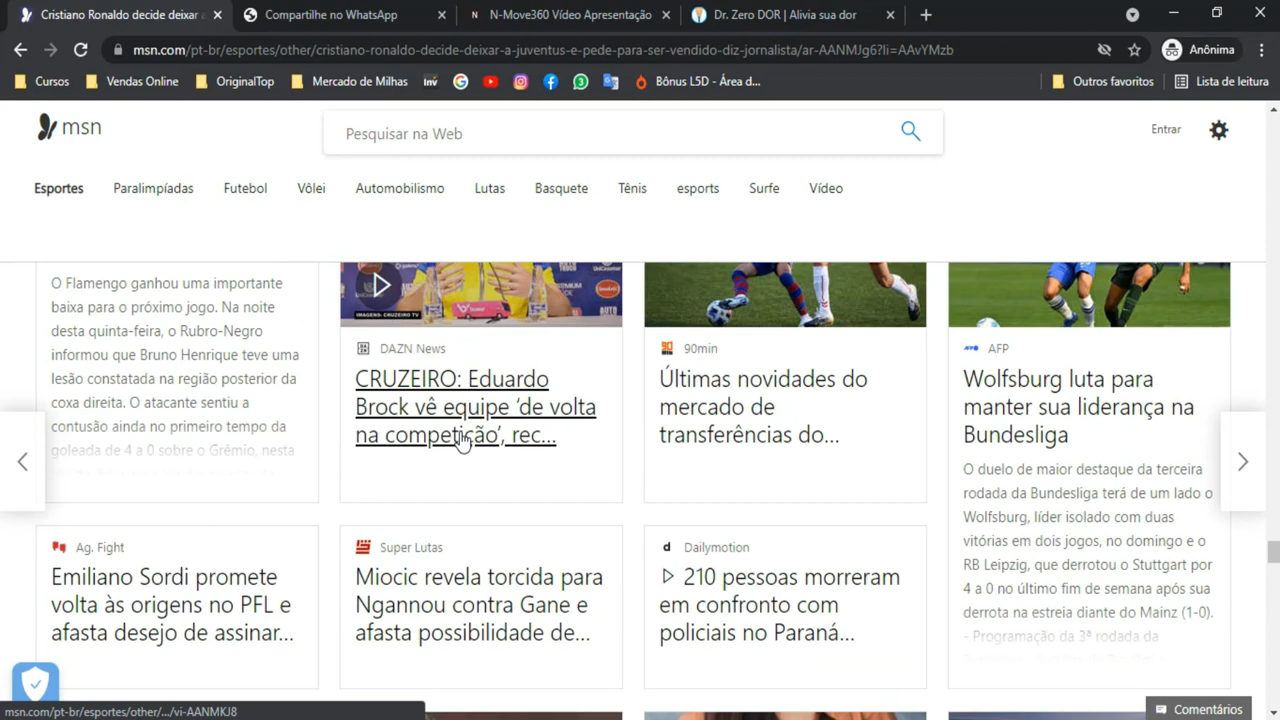 Cristiano Ronaldo decide deixar a
Compartilhe no WhatsApp
N-Move360 Vídeo Apresentação
Dr. Zero DOR | Alivia sua dor
msn.com/pt-br/esportes/other/cristiano-ronaldo-decide-deixar-a-juventus-e-pede-para-ser-vendido-diz-jornalista/ar-AANMJg6?li=AAvYMzb
Anônima
Cursos
Vendas Online
OriginalTop
Mercado de Milhas
inv
Bônus L5D - Área d...
Outros favoritos
Lista de leitura
msn
Pesquisar na Web
Entrar
Esportes
Paralimpíadas
Futebol
Vôlei
Automobilismo
Lutas
Basquete
Tênis
esports
Surfe
Vídeo
O Flamengo ganhou uma importante
baixa para o próximo jogo. Na noite
desta quinta-feira, o Rubro-Negro
informou que Bruno Henrique teve uma
lesão constatada na região posterior da
coxa direita. O atacante sentiu a
contusão ainda no primeiro tempo da
goleada de 4 a 0 sobre o Grêmio, nesta
IMAGENS: CRUZEIRO TV
DAZN News
CRUZEIRO: Eduardo
Brock vê equipe ‘de volta
na competição’, rec...
90min
Últimas novidades do
mercado de
transferências do...
AFP
Wolfsburg luta para
manter sua liderança na
Bundesliga
O duelo de maior destaque da terceira
rodada da Bundesliga terá de um lado o
Wolfsburg, líder isolado com duas
vitórias em dois jogos, no domingo e o
RB Leipzig, que derrotou o Stuttgart por
4 a 0 no último fim de semana após sua
derrota na estreia diante do Mainz (1-0).
- Programação da 3ª rodada da
Ag. Fight
Emiliano Sordi promete
volta às origens no PFL e
afasta desejo de assinar...
Super Lutas
Miocic revela torcida para
Ngannou contra Gane e
afasta possibilidade de...
Dailymotion
210 pessoas morreram
em confronto com
policiais no Paraná...
msn.com/pt-br/esportes/other/.../vi-AANMKJ8
Comentários